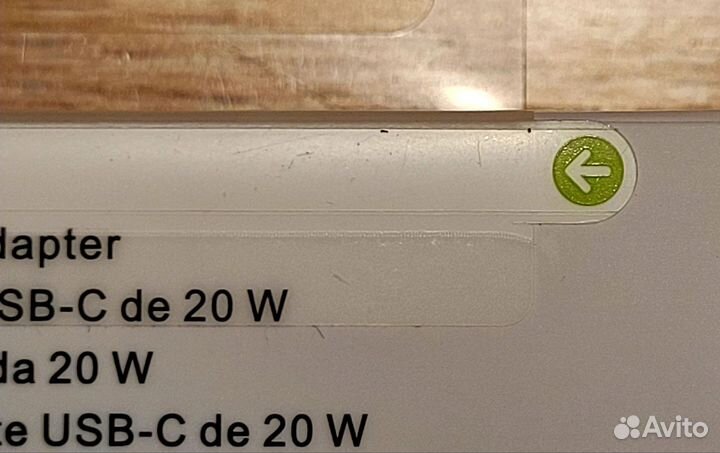 dapter
SB-C de 20 W
da 20 W
te USB-C de 20 W
Avito